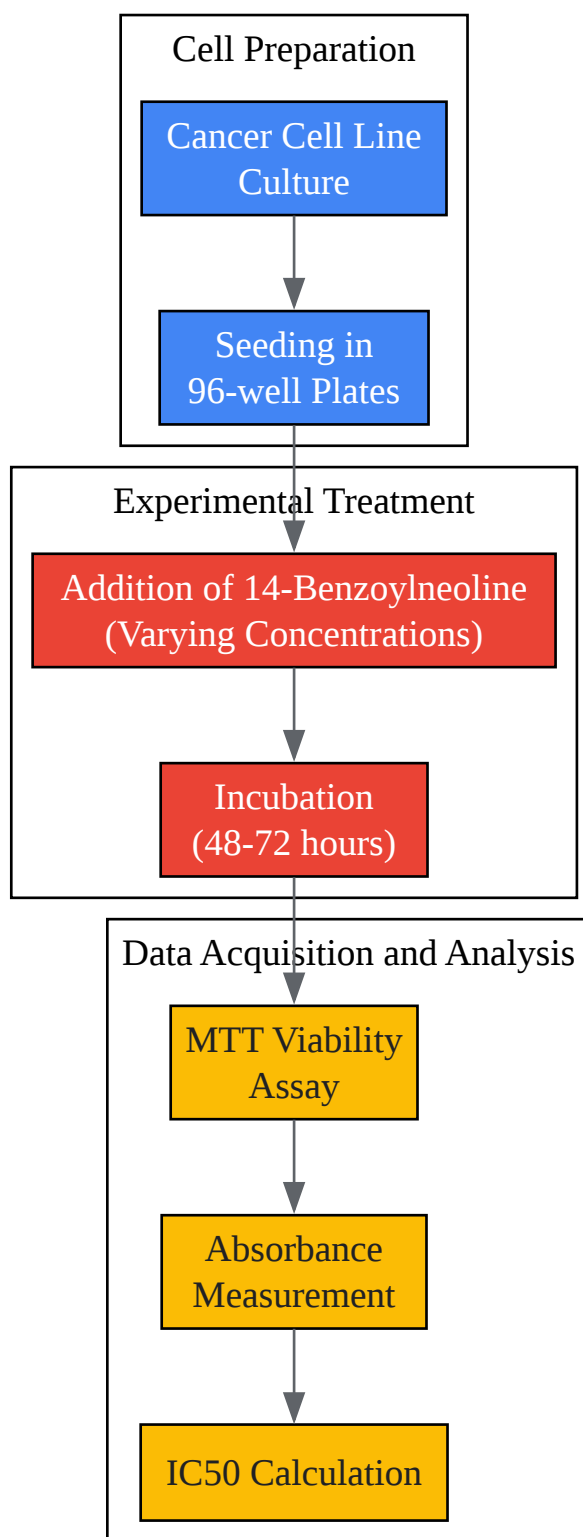 Cell Preparation
Cancer Cell Line
Culture
Seeding in
96-well Plates
Experimental Treatment
Addition of 14-Benzoylneoline
(Varying Concentrations)
Incubation
(48-72 hours)
Data Acquisition and Analysis
MTT Viability
Assay
Absorbance
Measurement
IC50 Calculation